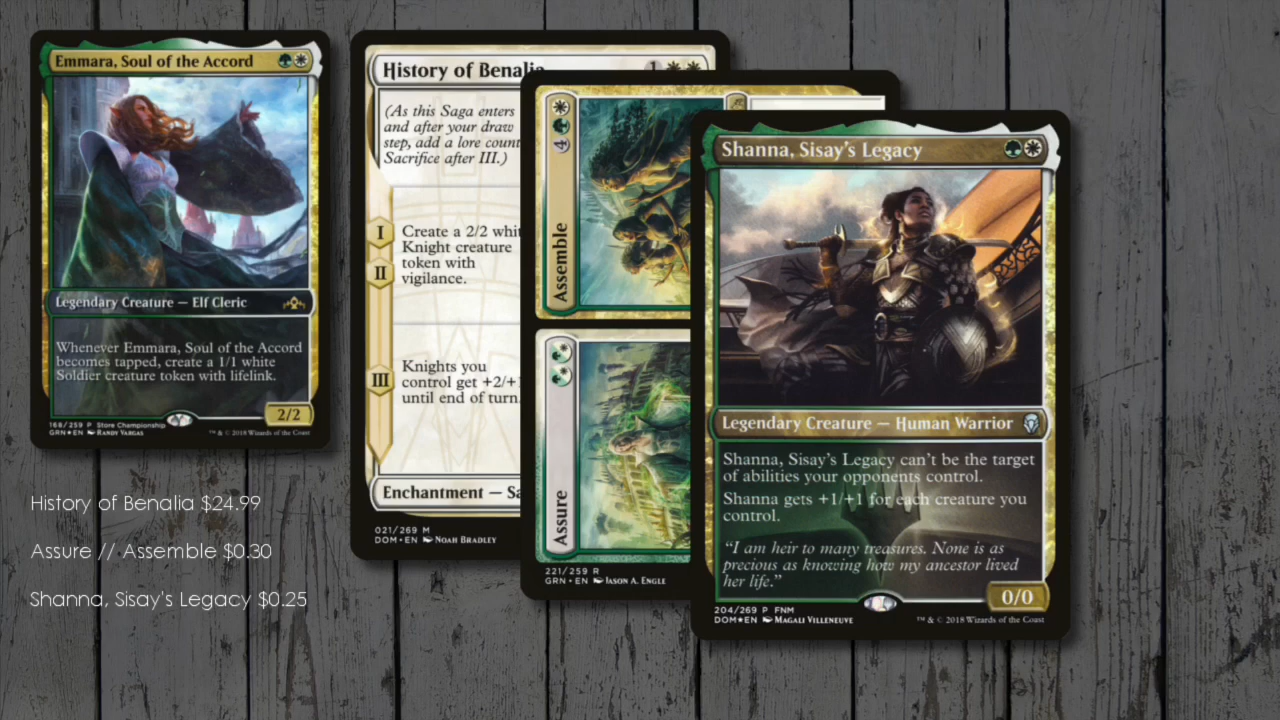 Emmara, Soul of the Accord
Legendary Creature — Elf Cleric
Whenever Emmara, Soul of the Accord
becomes tapped, create a 1/1 white
Soldier creature token with lifelink.
2/2
168/259 P Store Championship
GRN★EN Randy Vargas
™ & © 2018 Wizards of the Coast
History of Benalia
1
(As this Saga enters
and after your draw
step, add a lore count
Sacrifice after III.)
I
II
Create a 2/2 whit
Knight creature
token with
vigilance.
III
Knights you
control get +2/+1
until end of turn.
Enchantment — Sa
021/269 M
DOM • EN Noah Bradley
4
Assemble
Assure
221/259 R
GRN • EN Jason A. Engle
Shanna, Sisay's Legacy
Legendary Creature — Human Warrior
Shanna, Sisay's Legacy can't be the target
of abilities your opponents control.
Shanna gets +1/+1 for each creature you
control.
"I am heir to many treasures. None is as
precious as knowing how my ancestor lived
her life."
0/0
204/269 P FNM
DOM★EN Magali Villeneuve
™ & © 2018 Wizards of the Coast
History of Benalia $24.99
Assure // Assemble $0.30
Shanna, Sisay's Legacy $0.25